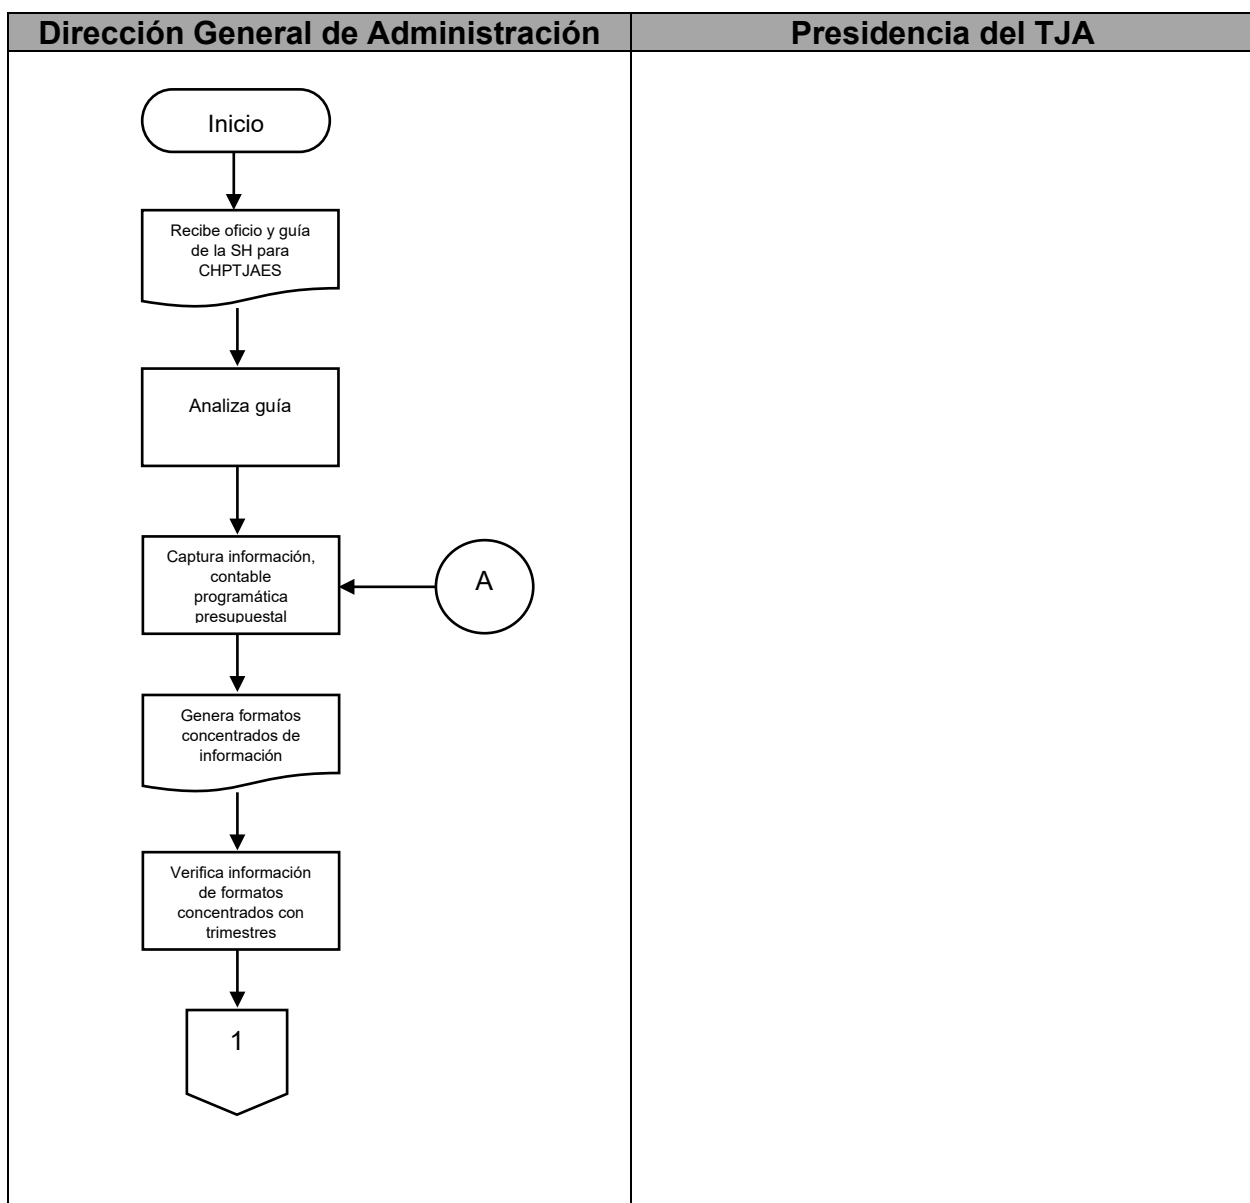 Dirección General de Administración
Presidencia del TJA
Inicio
Recibe oficio y guía
de la SH para
CHPTJAES
Analiza guía
Captura información,
contable
programática
presupuestal
A
Genera formatos
concentrados de
información
Verifica información
de formatos
concentrados con
trimestres
1